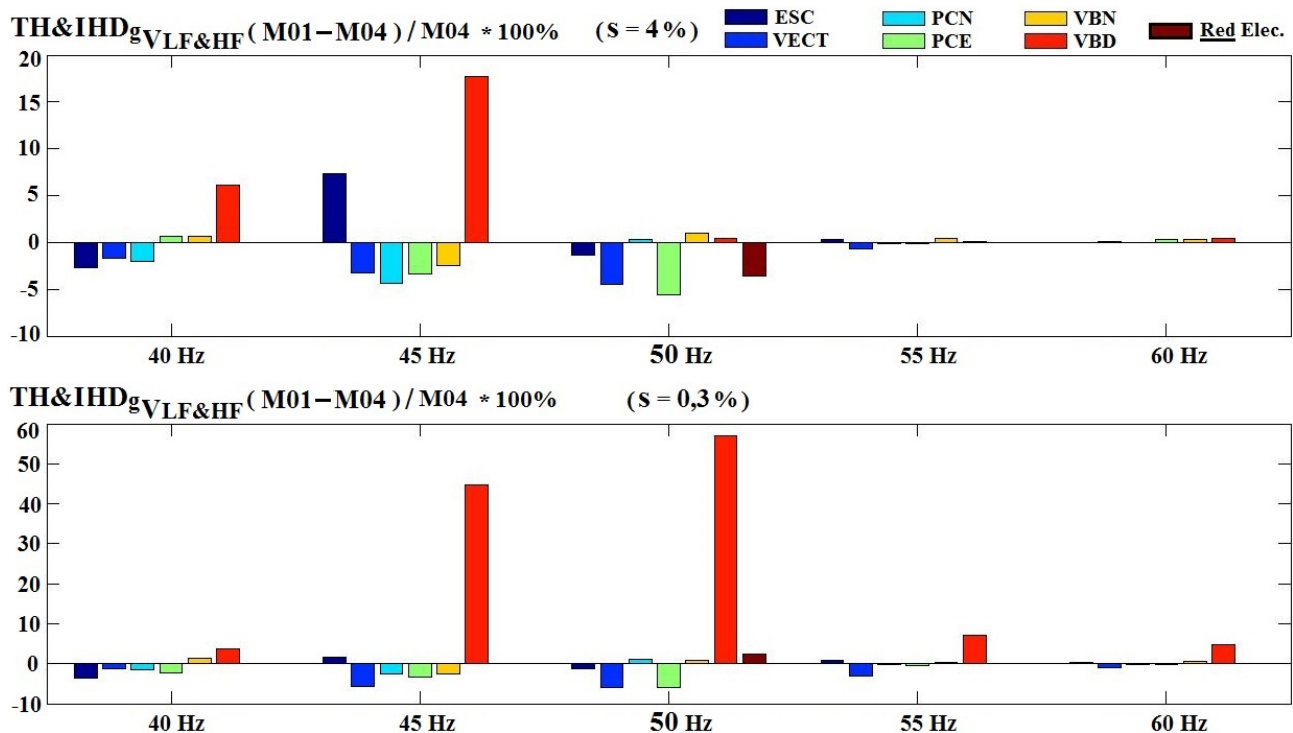 TH&IHDgVLF&HF (M01−M04)/M04 *100% (s = 4%)
ESC PCN VBN Red Elec.
VECT PCE VBD
20
15
10
5
0
-5
-10
40 Hz 45 Hz 50 Hz 55 Hz 60 Hz
TH&IHDgVLF&HF (M01−M04)/M04 *100% (s = 0,3%)
60
50
40
30
20
10
0
-10
40 Hz 45 Hz 50 Hz 55 Hz 60 Hz